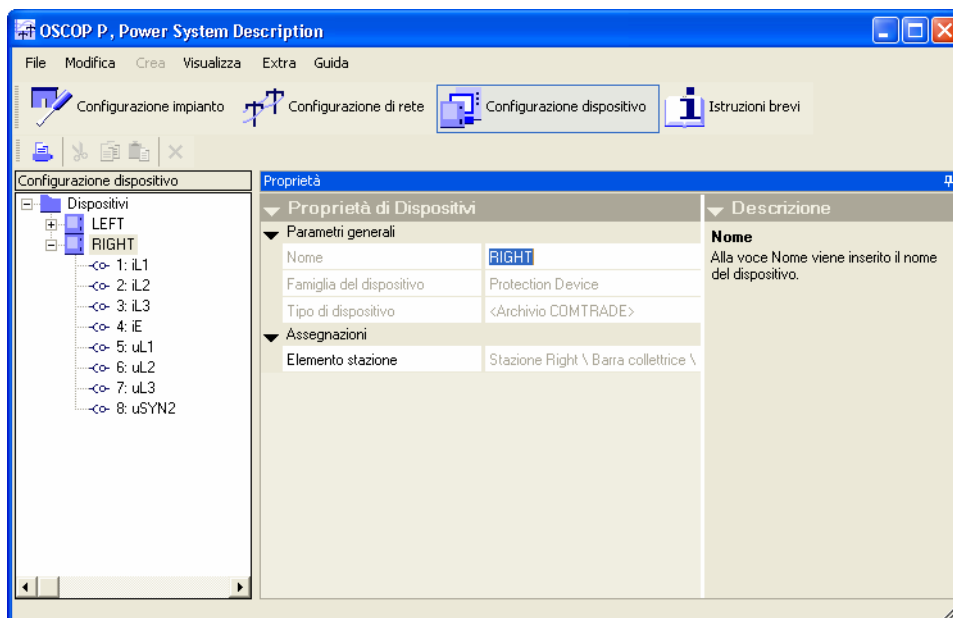 OSCOP P, Power System Description
File Modifica Crea Visualizza Extra Guida
Configurazione impianto Configurazione di rete Configurazione dispositivo Istruzioni brevi
Configurazione dispositivo
Dispositivi
LEFT
RIGHT
1: iL1
2: iL2
3: iL3
4: iE
5: uL1
6: uL2
7: uL3
8: uSYN2
Proprietà
Proprietà di Dispositivi
Parametri generali
Nome RIGHT
Famiglia del dispositivo Protection Device
Tipo di dispositivo <Archivio COMTRADE>
Assegnazioni
Elemento stazione Stazione Right \ Barra collettrice \
Descrizione
Nome
Alla voce Nome viene inserito il nome
del dispositivo.